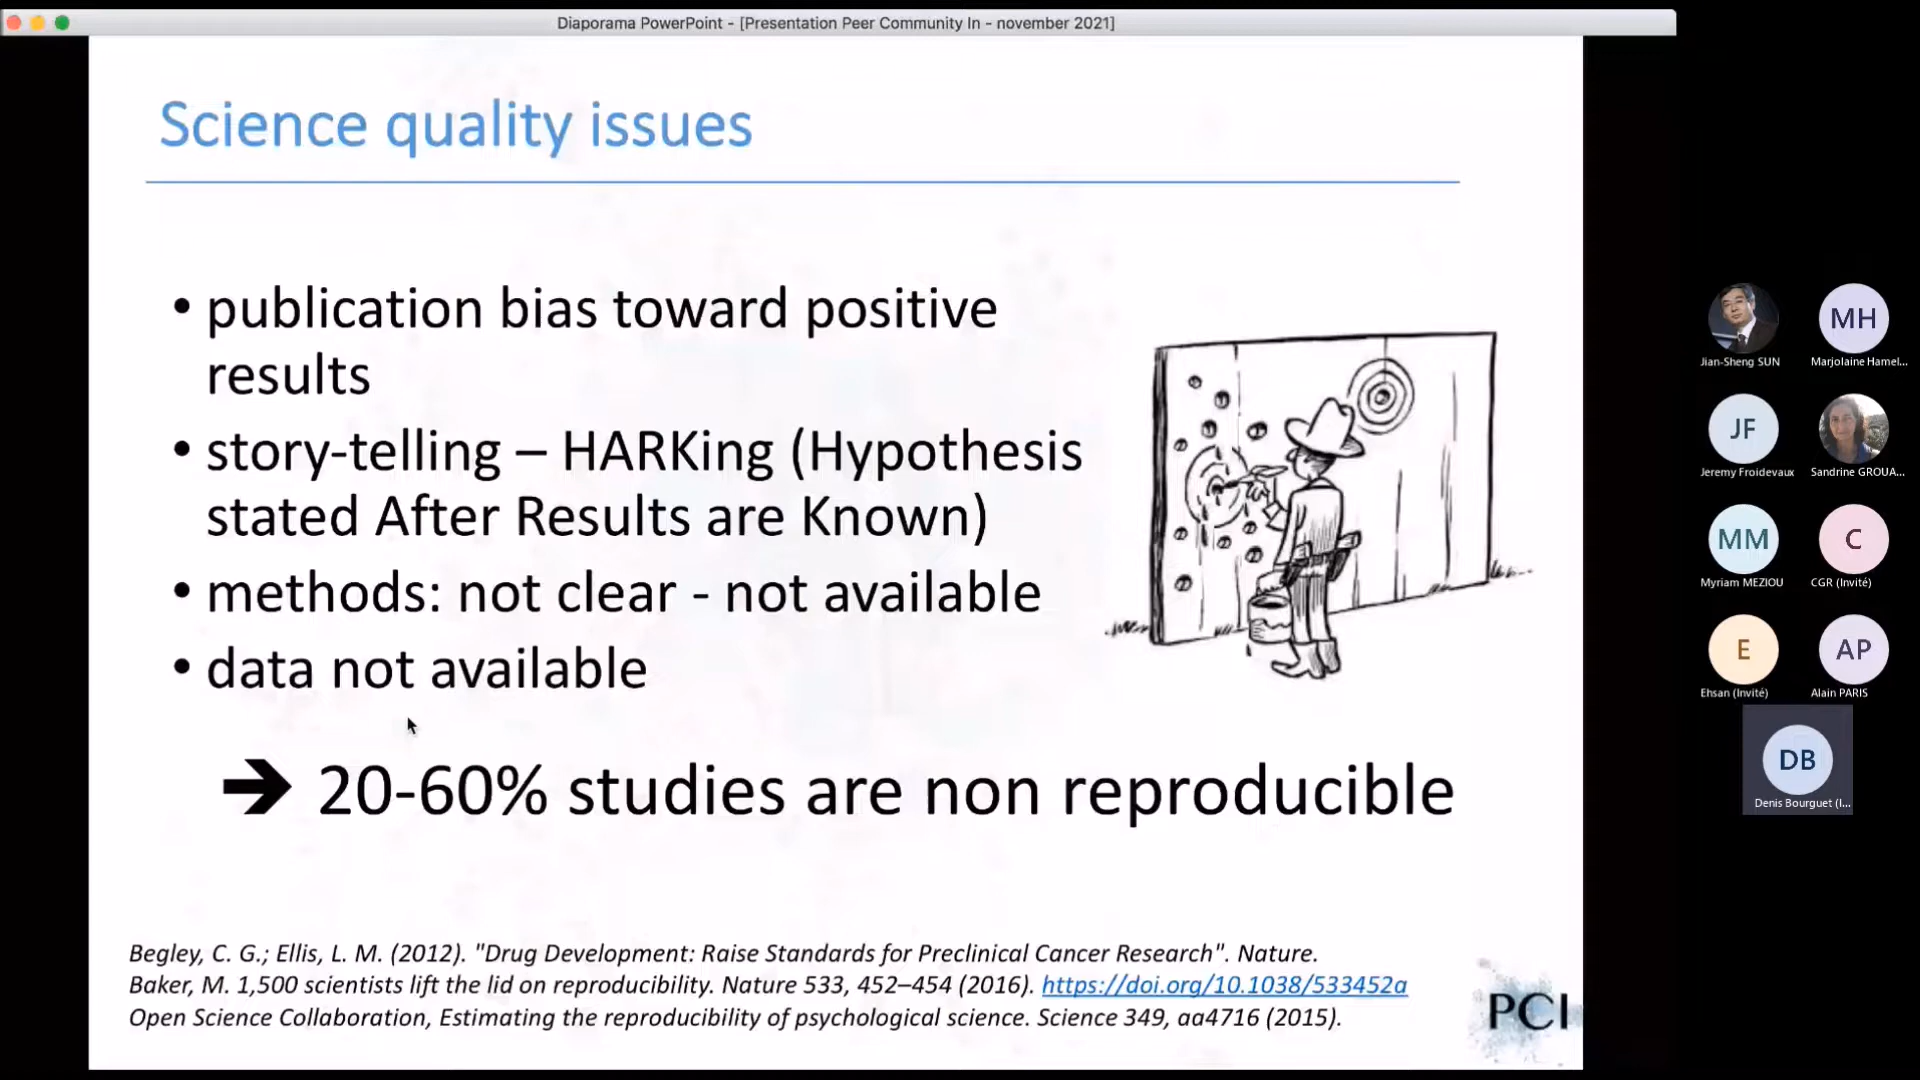 Diaporama PowerPoint - [Presentation Peer Community In - november 2021]
Science quality issues
• publication bias toward positive
results
• story-telling – HARKing (Hypothesis
stated After Results are Known)
• methods: not clear - not available
• data not available
➔ 20-60% studies are non reproducible
Begley, C. G.; Ellis, L. M. (2012). "Drug Development: Raise Standards for Preclinical Cancer Research". Nature.
Baker, M. 1,500 scientists lift the lid on reproducibility. Nature 533, 452–454 (2016). https://doi.org/10.1038/533452a
Open Science Collaboration, Estimating the reproducibility of psychological science. Science 349, aa4716 (2015).
PCI
Jian-Sheng SUN
MH
Marjolaine Hamel...
JF
Jeremy Froidevaux
Sandrine GROUA...
MM
Myriam MEZIOU
C
CGR (Invité)
E
Ehsan (Invité)
AP
Alain PARIS
DB
Denis Bourguet (I...